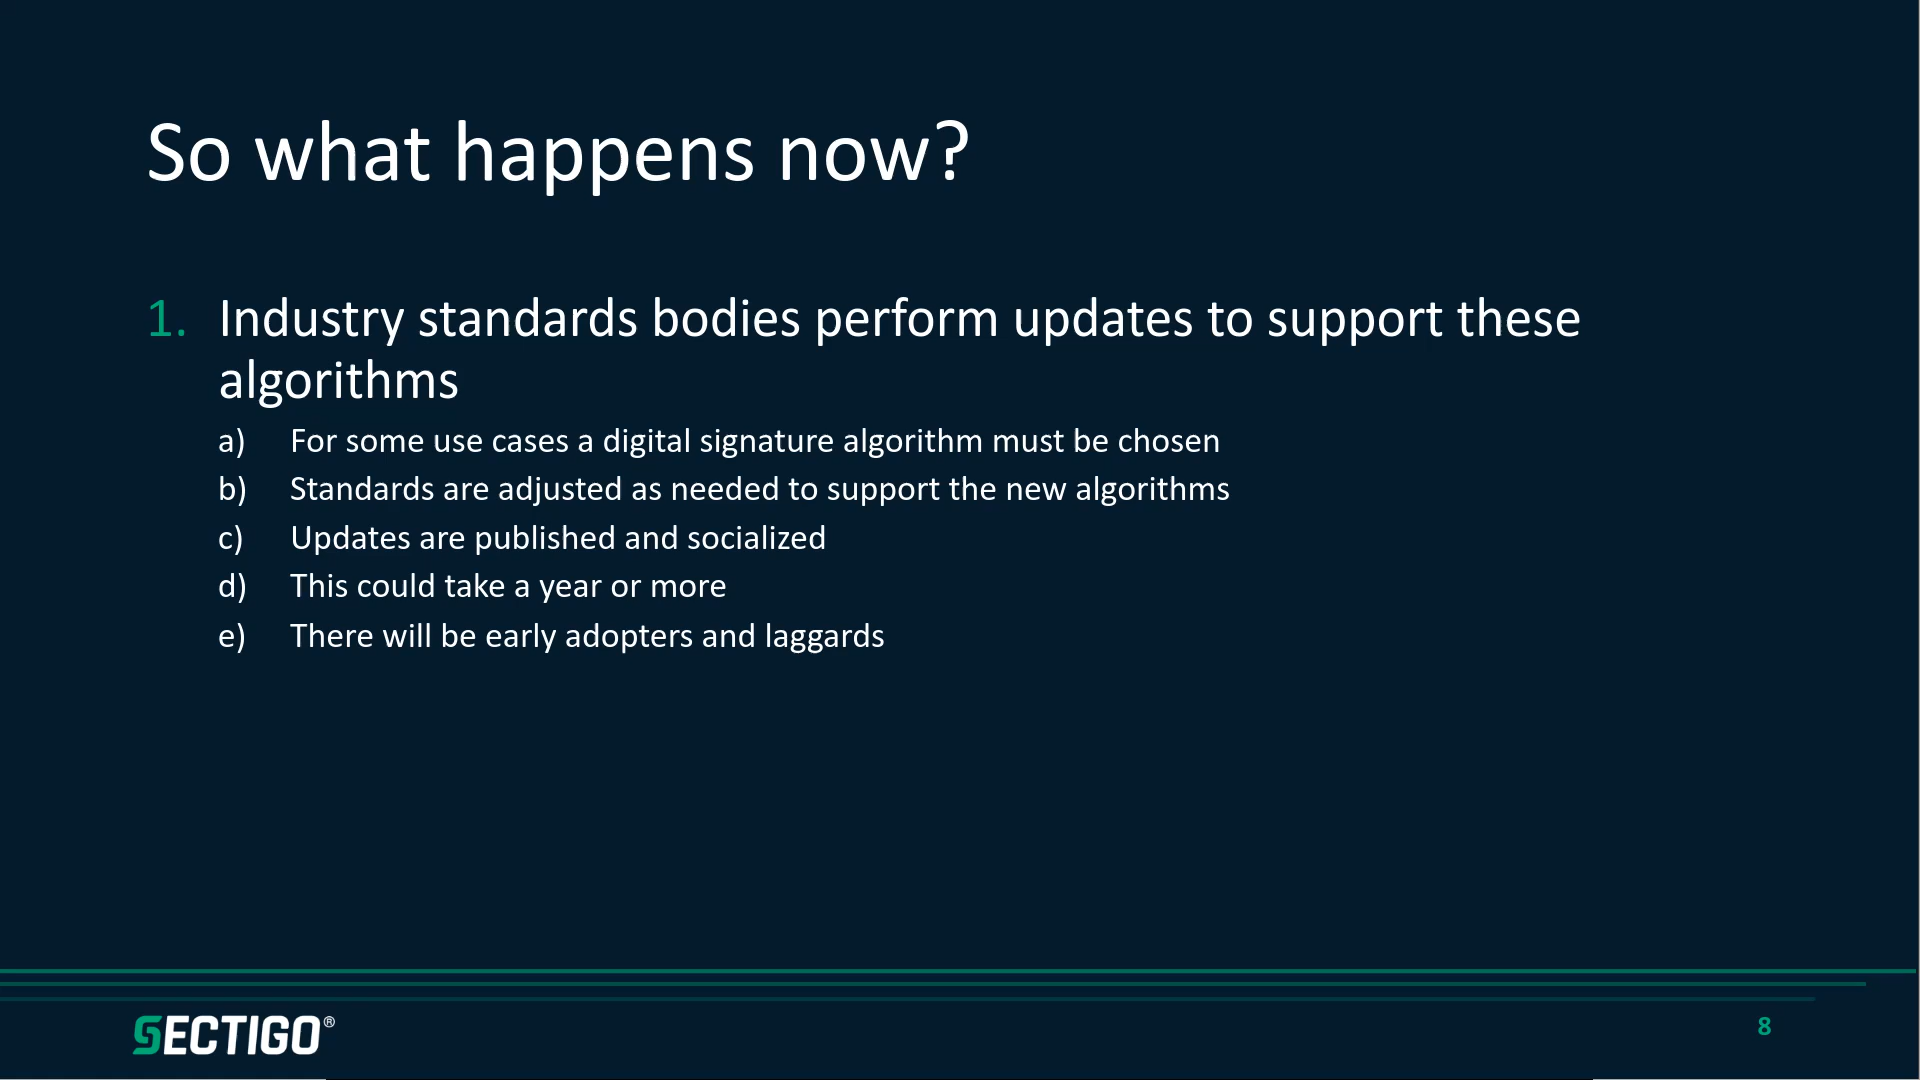 So what happens now?
1. Industry standards bodies perform updates to support these
algorithms
a) For some use cases a digital signature algorithm must be chosen
b) Standards are adjusted as needed to support the new algorithms
c) Updates are published and socialized
d) This could take a year or more
e) There will be early adopters and laggards
SECTIGO®
8